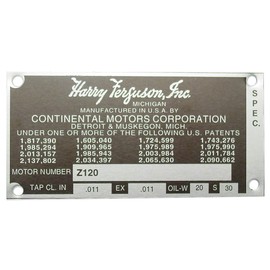 Harry Ferguson, Inc.
MICHIGAN
MANUFACTURED IN U.S.A. BY
CONTINENTAL MOTORS CORPORATION
DETROIT & MUSKEGON, MICH.
UNDER ONE OR MORE OF THE FOLLOWING U.S. PATENTS
1,817,390 1,605,040 1,724,599 1,743,276
1,985,294 1,909,965 1,975,989 1,975,990
2,013,157 1,985,943 2,003,984 2,011,784
2,137,802 2,034,397 2,065,630 2,090,662
MOTOR NUMBER Z120
TAP CL. IN .011 EX .011 OIL-W 20 S 30
SPEC.